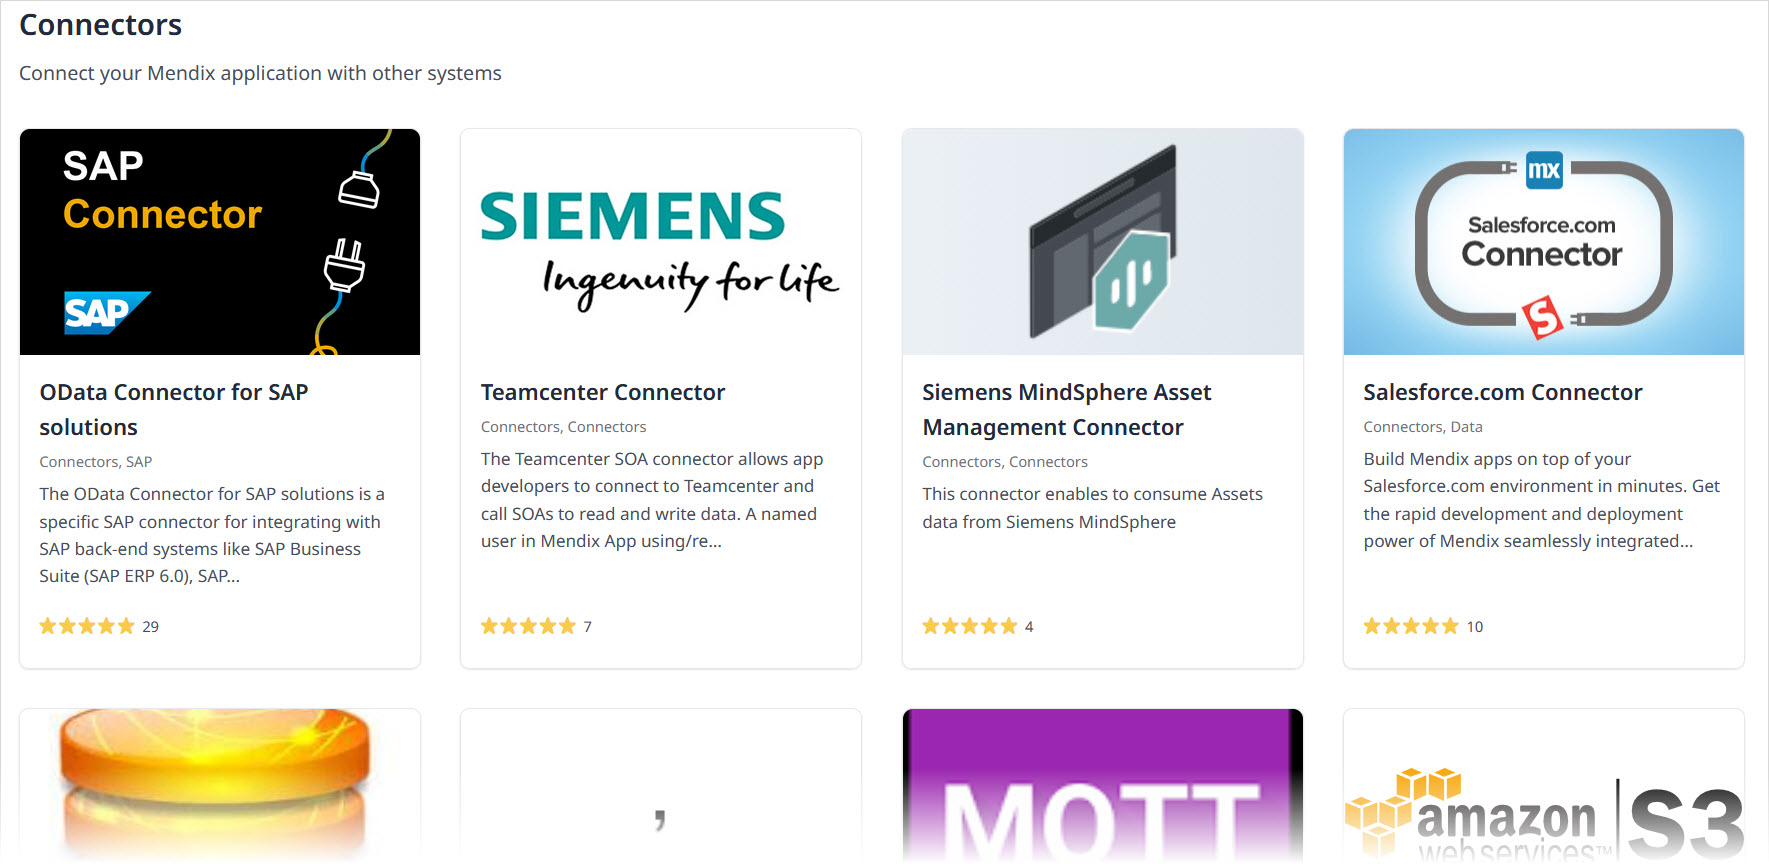 Connectors
Connect your Mendix application with other systems
SAP
Connector
SAP
OData Connector for SAP
solutions
Connectors, SAP
The OData Connector for SAP solutions is a
specific SAP connector for integrating with
SAP back-end systems like SAP Business
Suite (SAP ERP 6.0), SAP...
29
SIEMENS
Ingenuity for life
Teamcenter Connector
Connectors, Connectors
The Teamcenter SOA connector allows app
developers to connect to Teamcenter and
call SOAs to read and write data. A named
user in Mendix App using/re...
7
Siemens MindSphere Asset
Management Connector
Connectors, Connectors
This connector enables to consume Assets
data from Siemens MindSphere
4
mx
Salesforce.com
Connector
S
Salesforce.com Connector
Connectors, Data
Build Mendix apps on top of your
Salesforce.com environment in minutes. Get
the rapid development and deployment
power of Mendix seamlessly integrated...
10
,
MQTT
amazon
web services™
S3